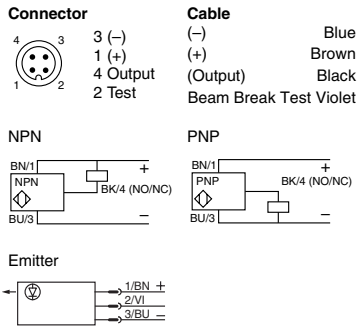 Connector
4 3
1 2
3 (–)
1 (+)
4 Output
2 Test
Cable
(–) Blue
(+) Brown
(Output) Black
Beam Break Test Violet
NPN
BN/1 +
NPN
BK/4 (NO/NC)
BU/3 –
PNP
BN/1 +
PNP
BK/4 (NO/NC)
BU/3 –
Emitter
1/BN +
2/VI
3/BU –